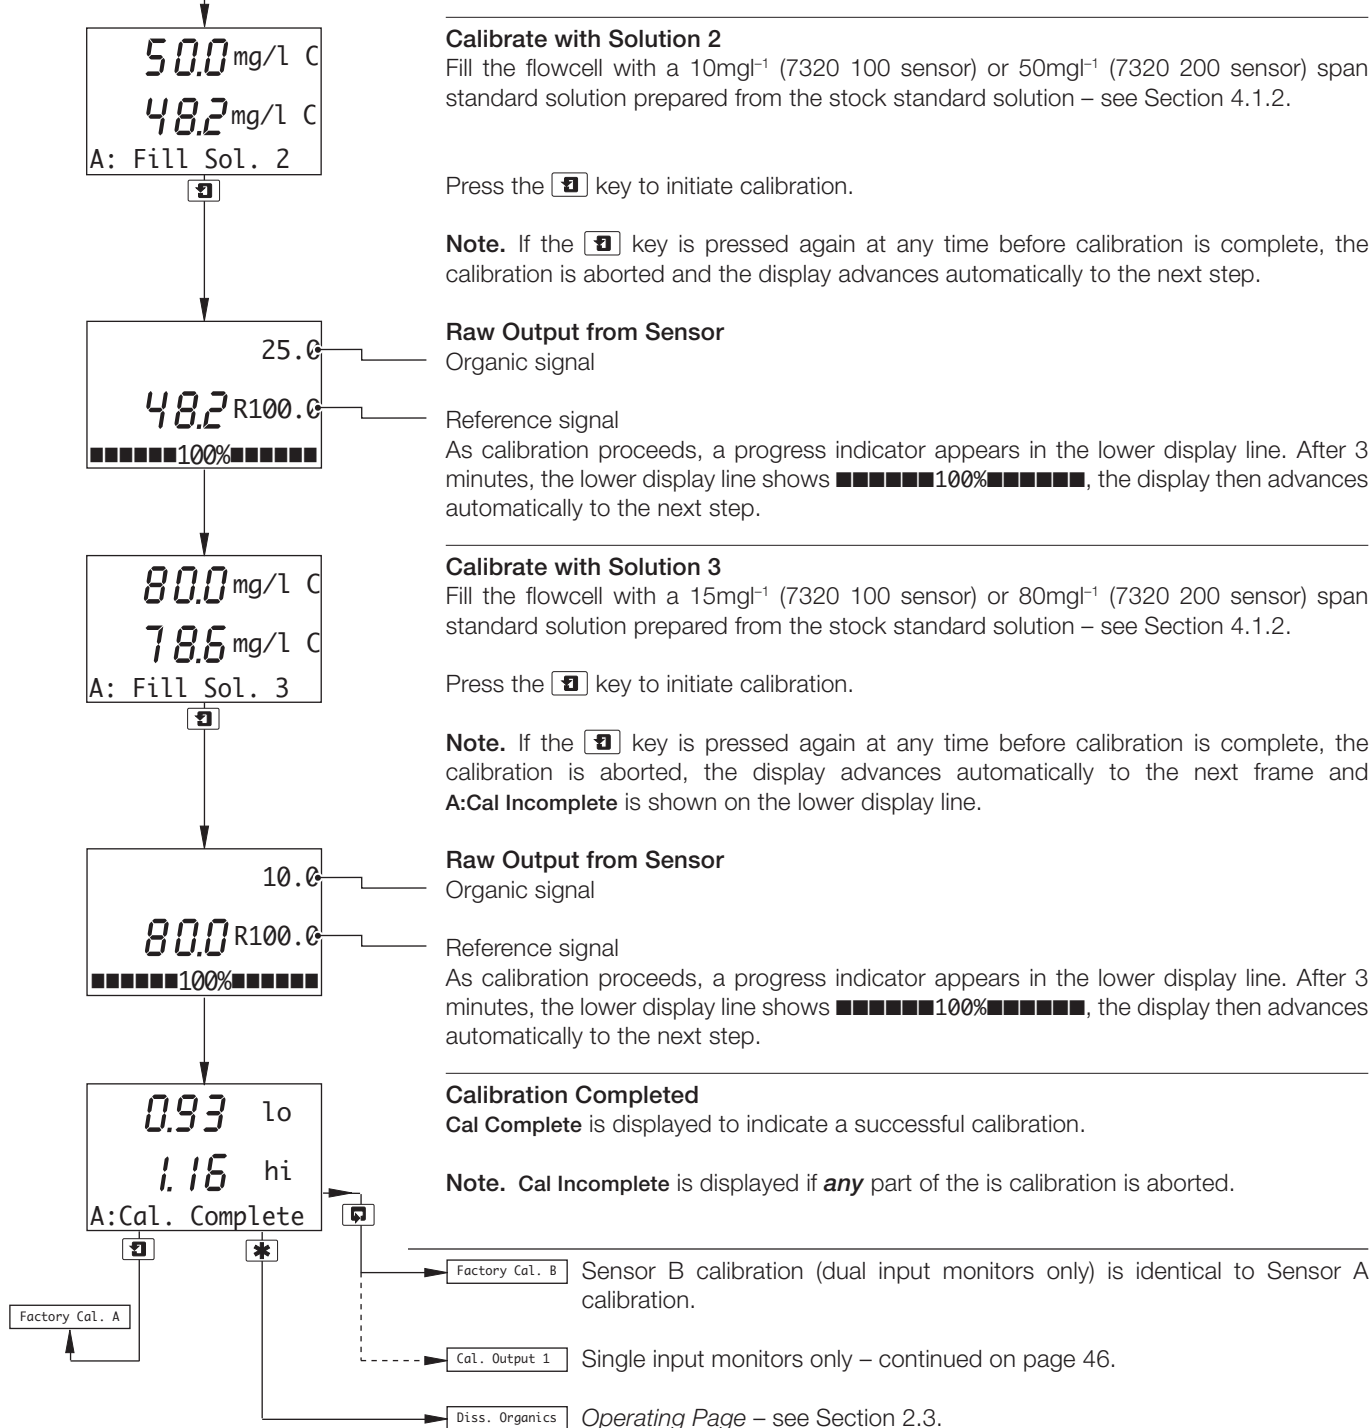 50.0 mg/l C
48.2 mg/l C
A: Fill Sol. 2
Calibrate with Solution 2
Fill the flowcell with a 10mgl⁻¹ (7320 100 sensor) or 50mgl⁻¹ (7320 200 sensor) span
standard solution prepared from the stock standard solution – see Section 4.1.2.
Press the key to initiate calibration.
Note. If the key is pressed again at any time before calibration is complete, the
calibration is aborted and the display advances automatically to the next step.
25.0
48.2 R100.0
■■■■■■100%■■■■■■
Raw Output from Sensor
Organic signal
Reference signal
As calibration proceeds, a progress indicator appears in the lower display line. After 3
minutes, the lower display line shows ■■■■■■100%■■■■■■, the display then advances
automatically to the next step.
80.0 mg/l C
78.6 mg/l C
A: Fill Sol. 3
Calibrate with Solution 3
Fill the flowcell with a 15mgl⁻¹ (7320 100 sensor) or 80mgl⁻¹ (7320 200 sensor) span
standard solution prepared from the stock standard solution – see Section 4.1.2.
Press the key to initiate calibration.
Note. If the key is pressed again at any time before calibration is complete, the
calibration is aborted, the display advances automatically to the next frame and
A:Cal Incomplete is shown on the lower display line.
10.0
80.0 R100.0
■■■■■■100%■■■■■■
Raw Output from Sensor
Organic signal
Reference signal
As calibration proceeds, a progress indicator appears in the lower display line. After 3
minutes, the lower display line shows ■■■■■■100%■■■■■■, the display then advances
automatically to the next step.
0.93 lo
1.16 hi
A:Cal. Complete
Calibration Completed
Cal Complete is displayed to indicate a successful calibration.
Note. Cal Incomplete is displayed if any part of the is calibration is aborted.
Factory Cal. A
Factory Cal. B Sensor B calibration (dual input monitors only) is identical to Sensor A
calibration.
Cal. Output 1 Single input monitors only – continued on page 46.
Diss. Organics Operating Page – see Section 2.3.